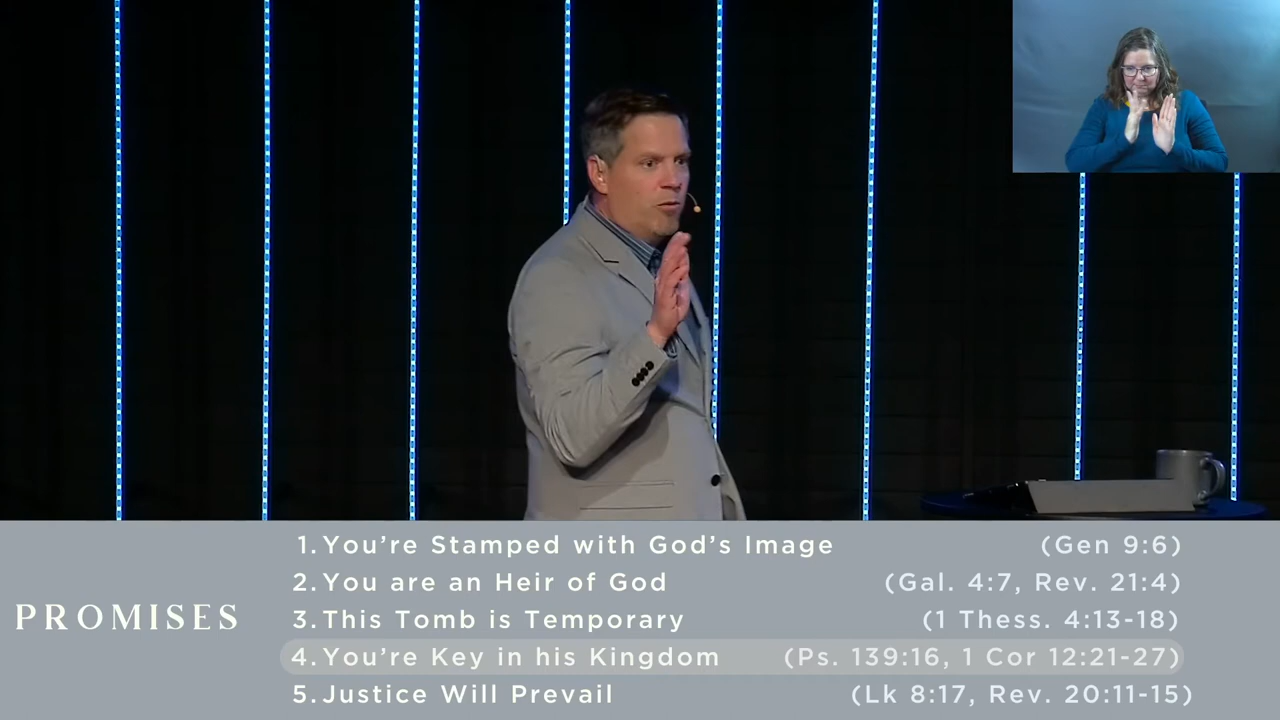 PROMISES
1. You're Stamped with God's Image (Gen 9:6)
2. You are an Heir of God (Gal. 4:7, Rev. 21:4)
3. This Tomb is Temporary (1 Thess. 4:13-18)
4. You're Key in his Kingdom (Ps. 139:16, 1 Cor 12:21-27)
5. Justice Will Prevail (Lk 8:17, Rev. 20:11-15)